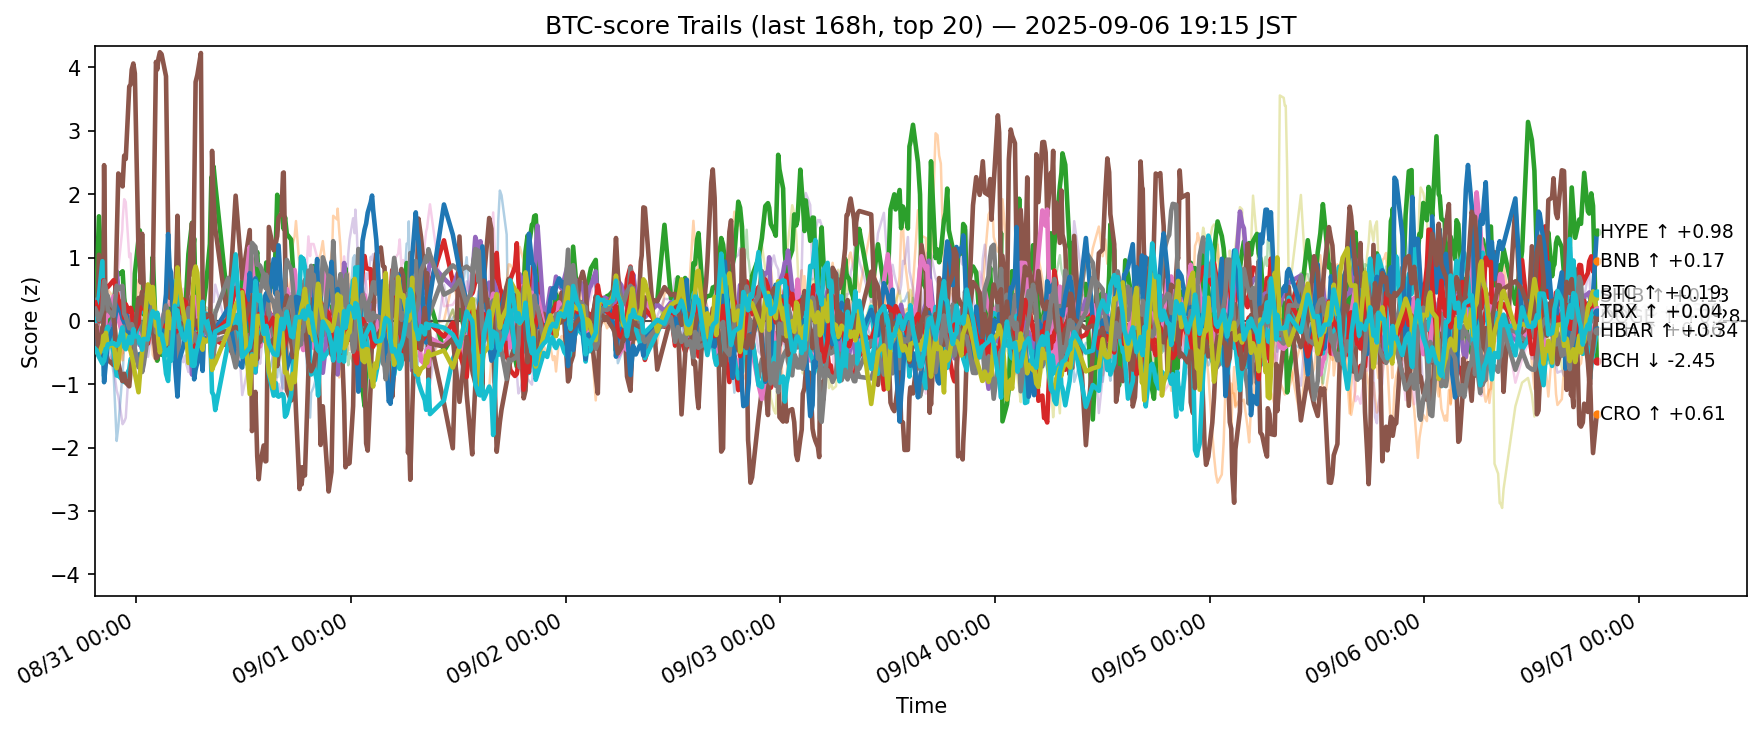 BTC-score Trails (last 168h, top 20) — 2025-09-06 19:15 JST
Score (z)
4
3
2
1
0
−1
−2
−3
−4
HYPE ↑ +0.98
BNB ↑ +0.17
BTC ↑ +0.19
TRX ↑ +0.04
HBAR ↑ +0.34
BCH ↓ -2.45
CRO ↑ +0.61
08/31 00:00
09/01 00:00
09/02 00:00
09/03 00:00
09/04 00:00
09/05 00:00
09/06 00:00
09/07 00:00
Time